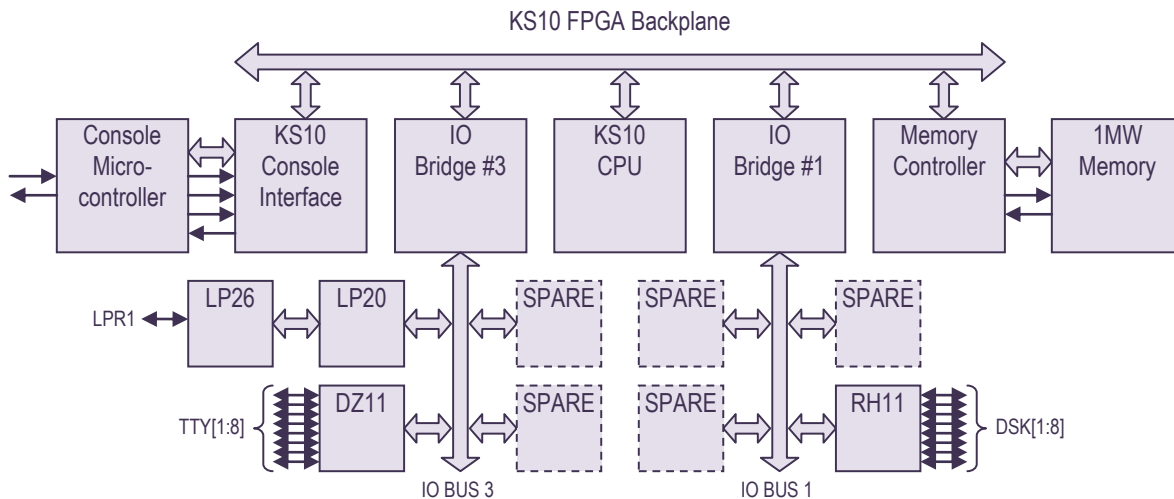 KS10 FPGA Backplane
Console
Micro-
controller
KS10
Console
Interface
IO
Bridge #3
KS10
CPU
IO
Bridge #1
Memory
Controller
1MW
Memory
LPR1
LP26
LP20
SPARE
SPARE
SPARE
TTY[1:8]
DZ11
SPARE
SPARE
RH11
DSK[1:8]
IO BUS 3
IO BUS 1